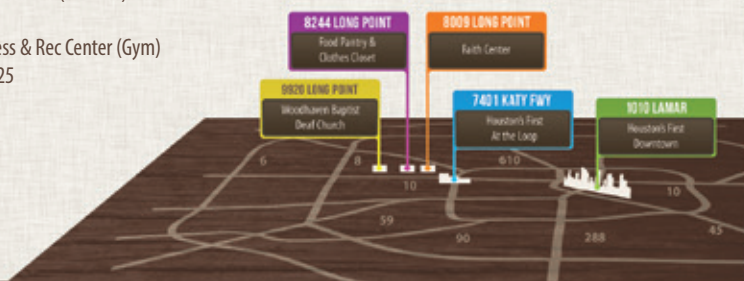 ess & Rec Center (Gym)
25
8244 LONG POINT
Food Pantry &
Clothes Closet
8009 LONG POINT
Faith Center
9920 LONG POINT
Woodhaven Baptist
Deaf Church
7401 KATY FWY
Houston's First
At the Loop
1010 LAMAR
Houston's First
Downtown
6
8
10
610
10
59
90
288
45